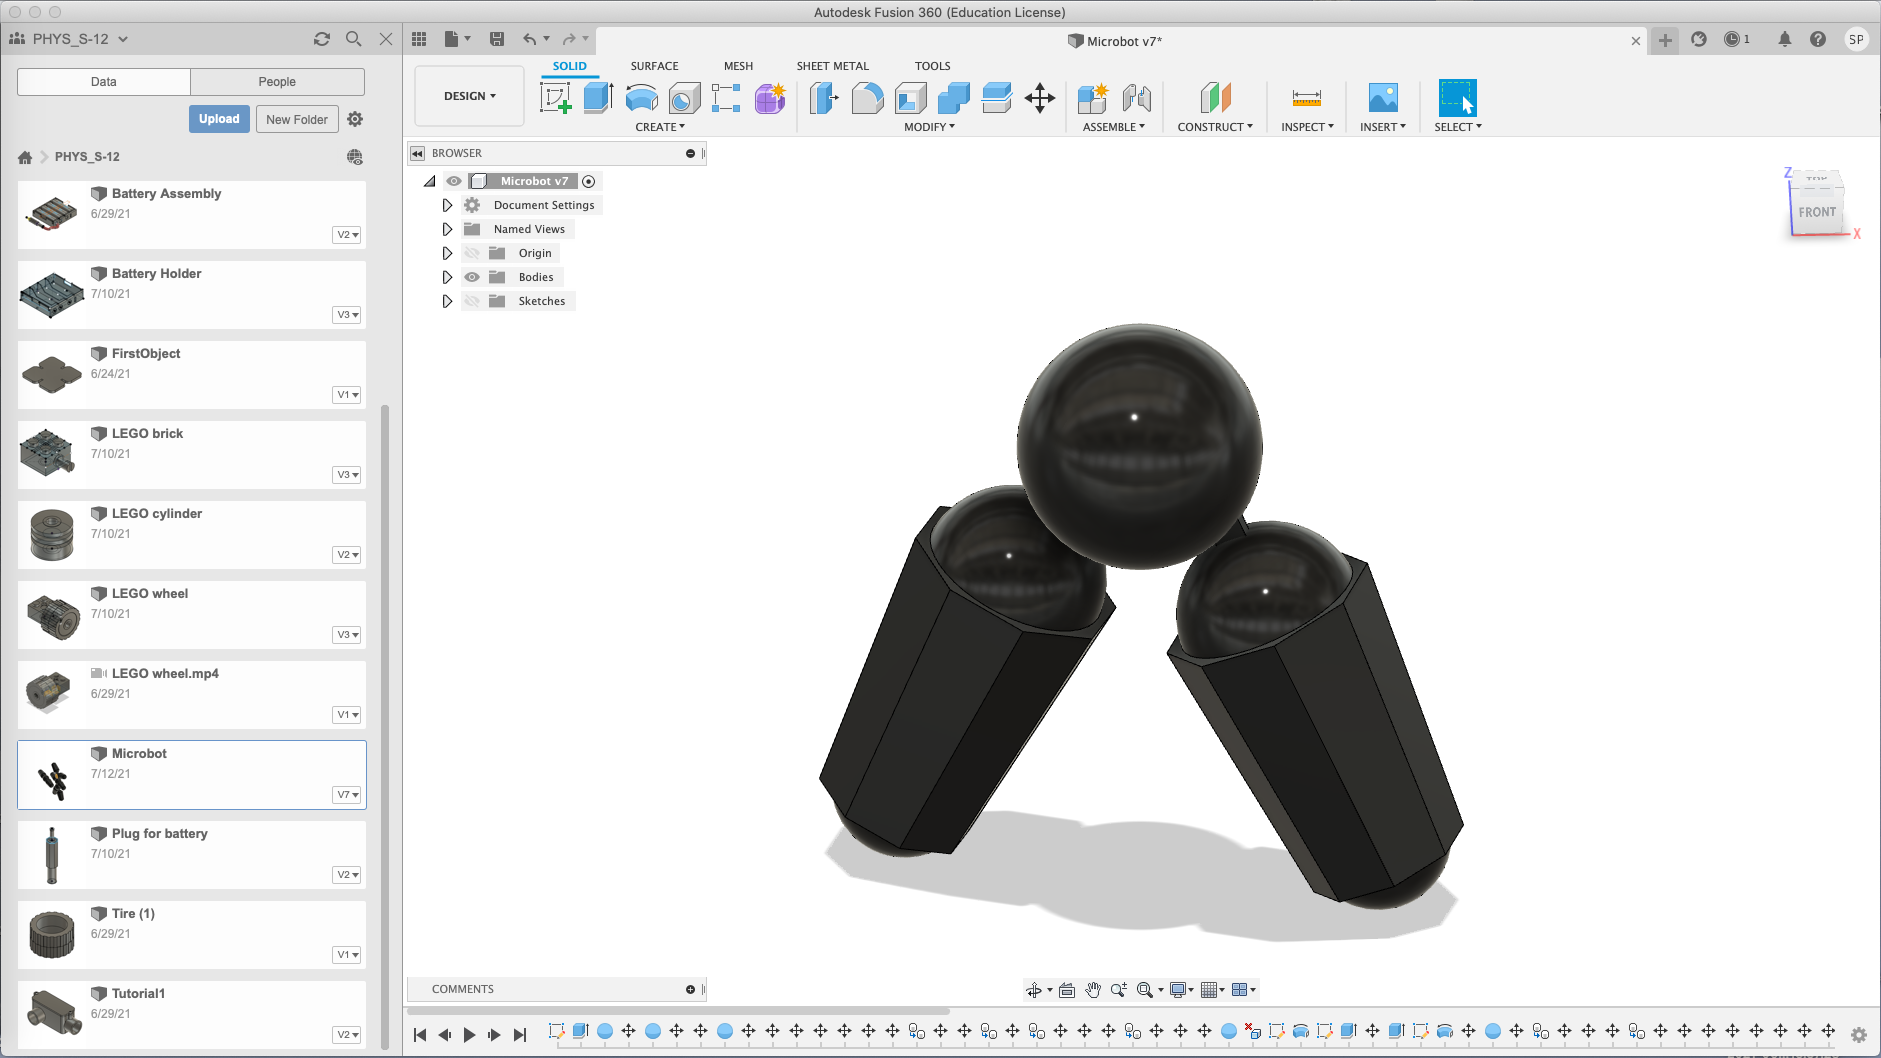 Autodesk Fusion 360 (Education License)
PHYS_S-12
Microbot v7*
1
SP
Data
People
Upload
New Folder
PHYS_S-12
Battery Assembly
6/29/21
V2
Battery Holder
7/10/21
V3
FirstObject
6/24/21
V1
LEGO brick
7/10/21
V3
LEGO cylinder
7/10/21
V2
LEGO wheel
7/10/21
V3
LEGO wheel.mp4
6/29/21
V1
Microbot
7/12/21
V7
Plug for battery
7/10/21
V2
Tire (1)
6/29/21
V1
Tutorial1
6/29/21
V2
DESIGN
SOLID
SURFACE
MESH
SHEET METAL
TOOLS
CREATE
MODIFY
ASSEMBLE
CONSTRUCT
INSPECT
INSERT
SELECT
BROWSER
Microbot v7
Document Settings
Named Views
Origin
Bodies
Sketches
Z
TOP
FRONT
X
COMMENTS